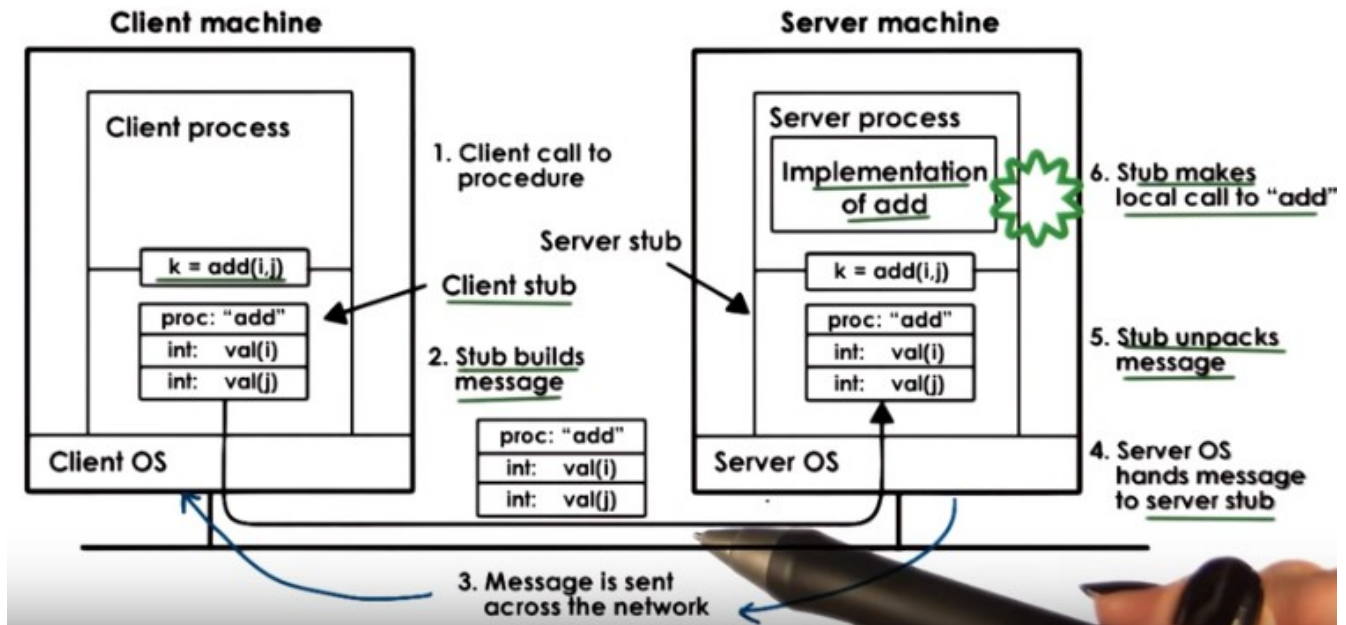 Client machine
Server machine
Client process
1. Client call to
procedure
k = add(i,j)
Client stub
proc: "add"
int: val(i)
int: val(j)
2. Stub builds
message
proc: "add"
int: val(i)
int: val(j)
Client OS
3. Message is sent
across the network
Server process
Implementation
of add
6. Stub makes
local call to "add"
Server stub
k = add(i,j)
proc: "add"
int: val(i)
int: val(j)
5. Stub unpacks
message
Server OS
4. Server OS
hands message
to server stub